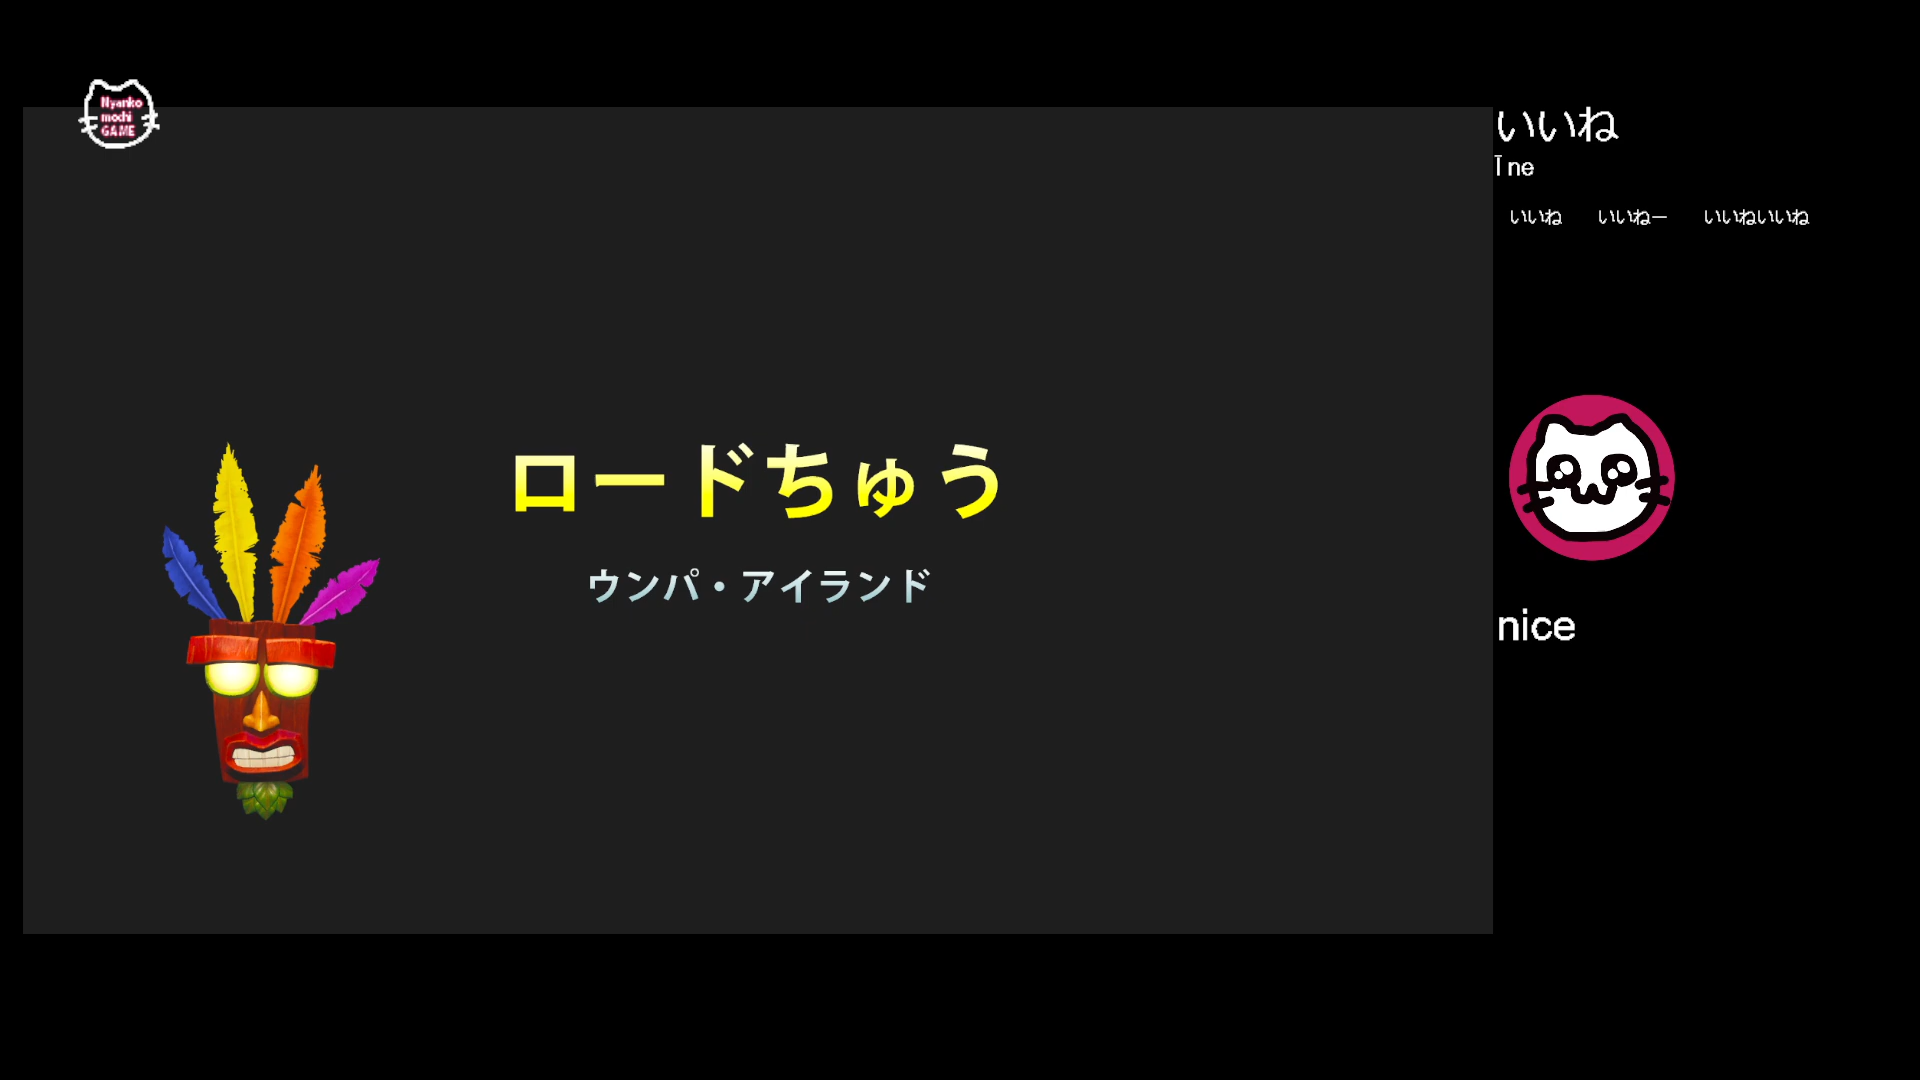 Nyanko
mochi
GAME
いいね
Īne
いいね いいねー いいねいいね
ロードちゅう
ウンパ・アイランド
nice